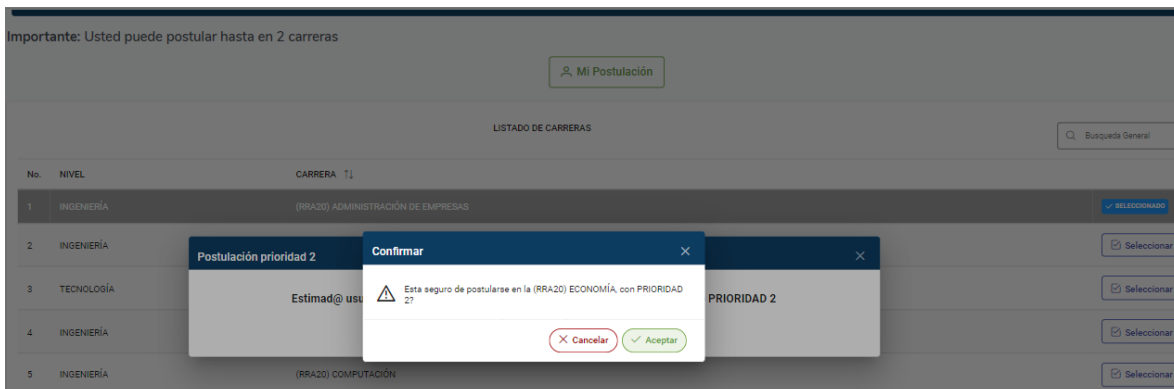 Importante: Usted puede postular hasta en 2 carreras
Mi Postulación
LISTADO DE CARRERAS
Busqueda General
No. NIVEL CARRERA
1 INGENIERÍA (RRA20) ADMINISTRACIÓN DE EMPRESAS SELECCIONADO
2 INGENIERÍA Seleccionar
Postulación prioridad 2
Confirmar
3 TECNOLOGÍA Seleccionar
Estimad@ usu
PRIORIDAD 2
Esta seguro de postularse en la (RRA20) ECONOMÍA, con PRIORIDAD
2?
4 INGENIERÍA Seleccionar
Cancelar Aceptar
5 INGENIERÍA (RRA20) COMPUTACIÓN Seleccionar